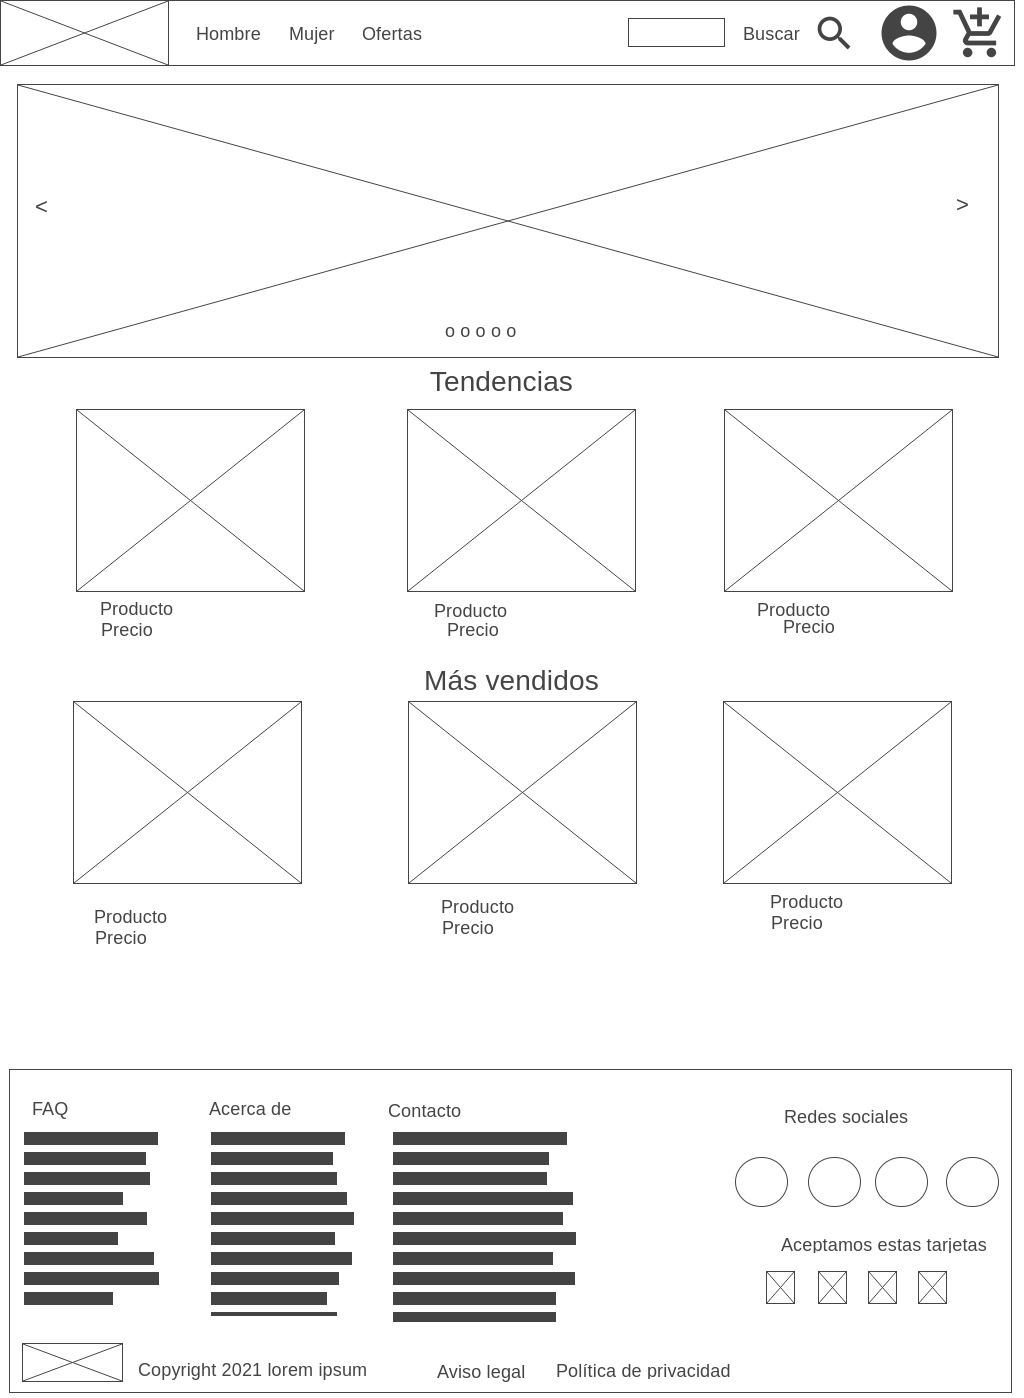 Hombre Mujer Ofertas Buscar
< >
o o o o o
Tendencias
Producto Producto Producto
Precio Precio Precio
Más vendidos
Producto Producto Producto
Precio Precio Precio
FAQ Acerca de Contacto Redes sociales
Aceptamos estas tarjetas
Copyright 2021 lorem ipsum Aviso legal Política de privacidad